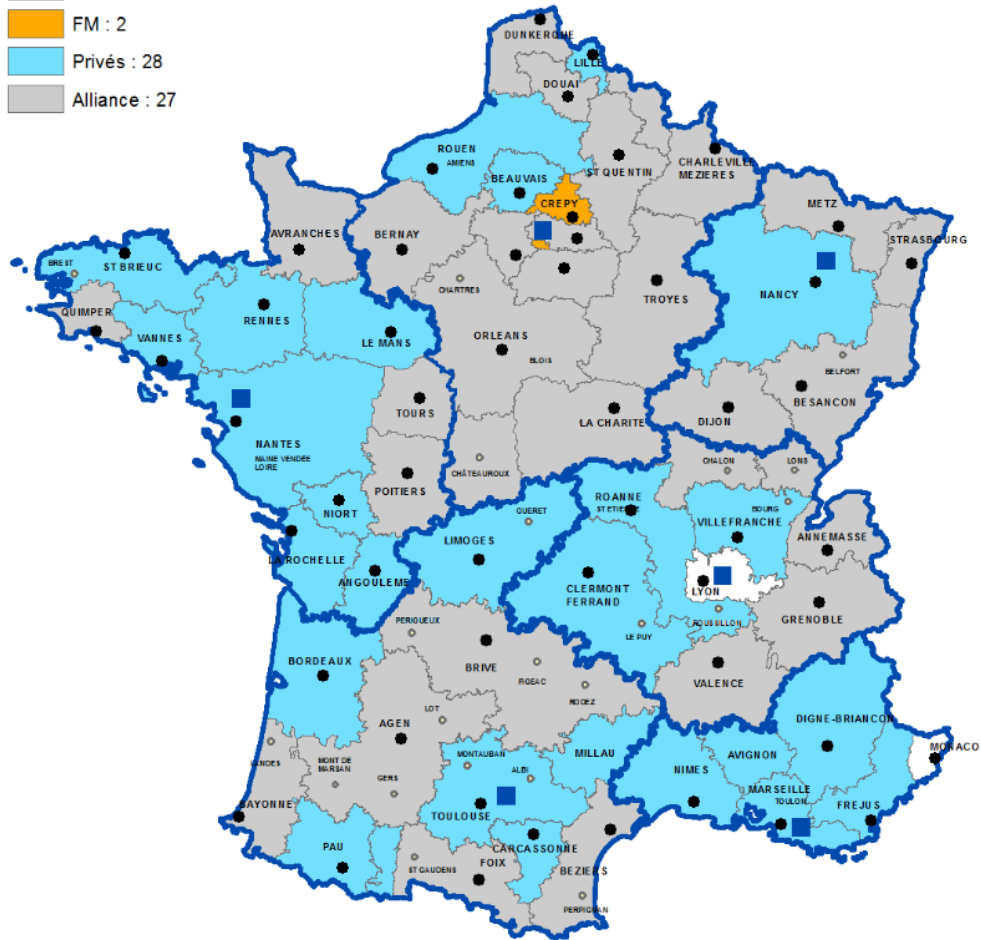 FM : 2
Privés : 28
Alliance : 27
DUNKERQUE
LILLE
DOUAI
ROUEN
AMIENS
BEAUVAIS
ST QUENTIN
CHARLEVILLE
MEZIERES
CREPY
METZ
STRASBOURG
AVRANCHES
BERNAY
BREST
ST BRIEUC
CHARTRES
TROYES
NANCY
QUIMPER
RENNES
VANNES
LE MANS
ORLEANS
BLOIS
BELFORT
BESANCON
TOURS
LA CHARITE
DIJON
NANTES
MAINE VENDÉE
LOIRE
CHÂTEAUROUX
CHALON
LONS
POITIERS
NIORT
GUERET
ROANNE
ST ETIENNE
BOURG
VILLEFRANCHE
ANNEMASSE
LA ROCHELLE
LIMOGES
ANGOULEME
CLERMONT
FERRAND
LYON
ROUSSILLON
GRENOBLE
PERIGUEUX
LE PUY
BORDEAUX
BRIVE
FIGEAC
RODEZ
VALENCE
AGEN
LOT
DIGNE-BRIANCON
MONACO
LANDES
MONT DE
MARSAN
GERS
MONTAUBAN
ALBI
MILLAU
NIMES
AVIGNON
BAYONNE
TOULOUSE
MARSEILLE
TOULON
FREJUS
PAU
CARCASSONNE
ST GAUDENS
FOIX
BEZIERS
PERPIGNAN